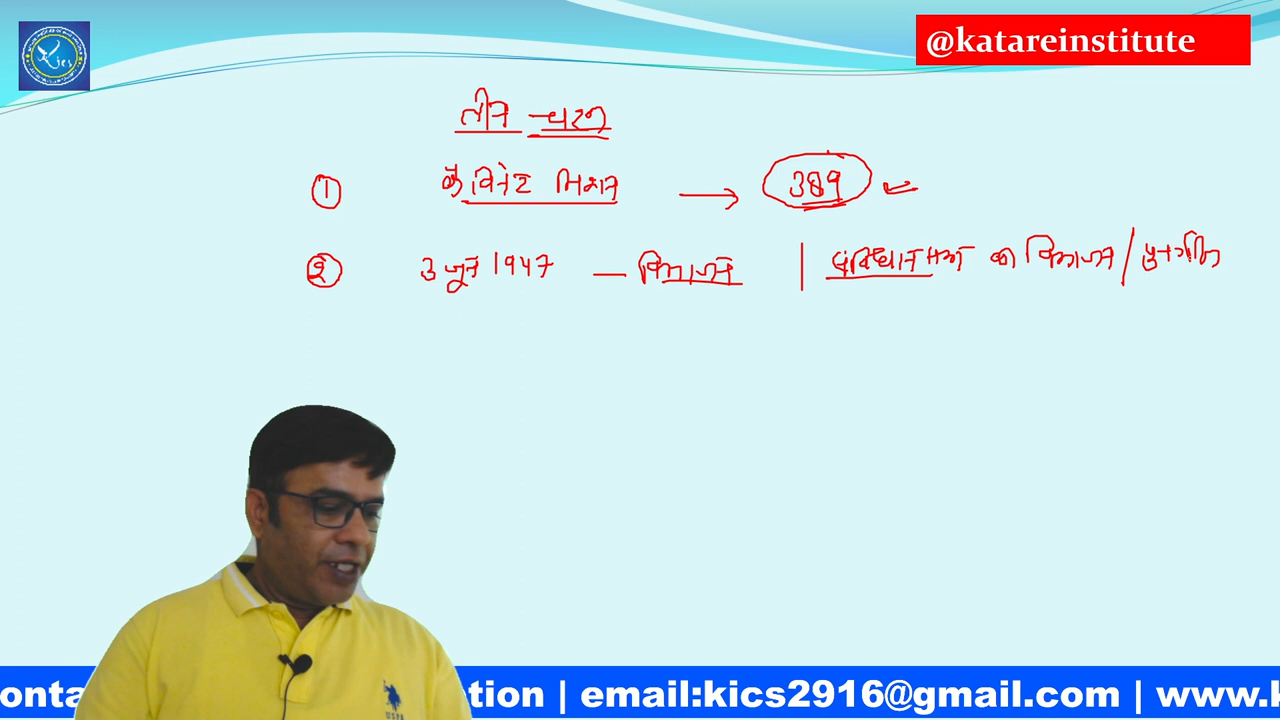 @katareinstitute
तीन चरण
① कैबिनेट मिशन → 389
② 3 जून 1947 — विभाजन | संविधान सभा का विभाजन / पुनर्गठन
onta
tion | email:kics2916@gmail.com | www.k